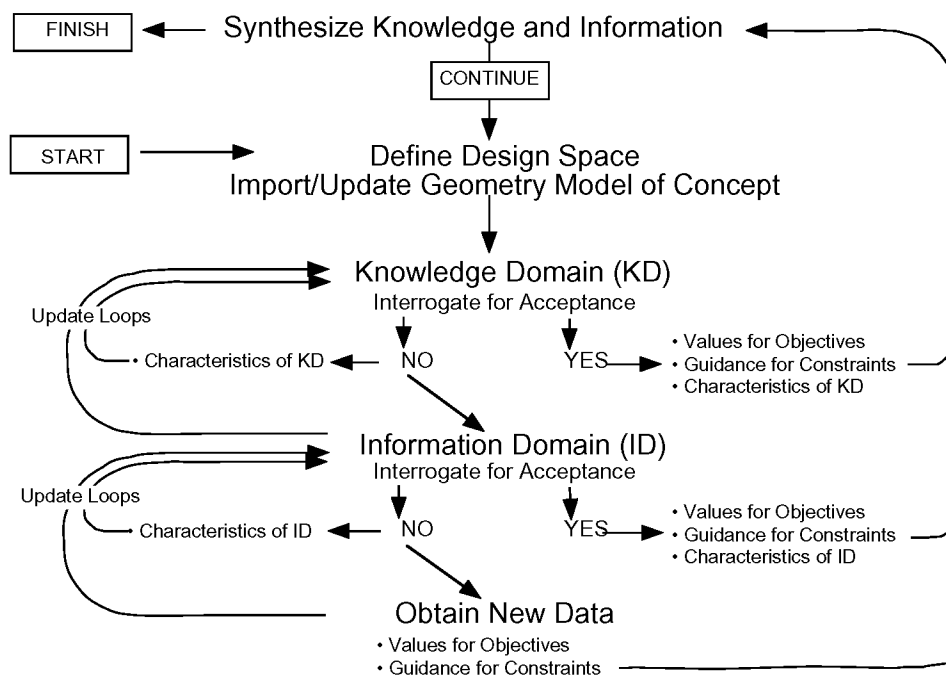 FINISH
Synthesize Knowledge and Information
CONTINUE
START
Define Design Space
Import/Update Geometry Model of Concept
Knowledge Domain (KD)
Interrogate for Acceptance
Update Loops
• Characteristics of KD
NO
YES
• Values for Objectives
• Guidance for Constraints
• Characteristics of KD
Information Domain (ID)
Interrogate for Acceptance
Update Loops
• Characteristics of ID
NO
YES
• Values for Objectives
• Guidance for Constraints
• Characteristics of ID
Obtain New Data
• Values for Objectives
• Guidance for Constraints